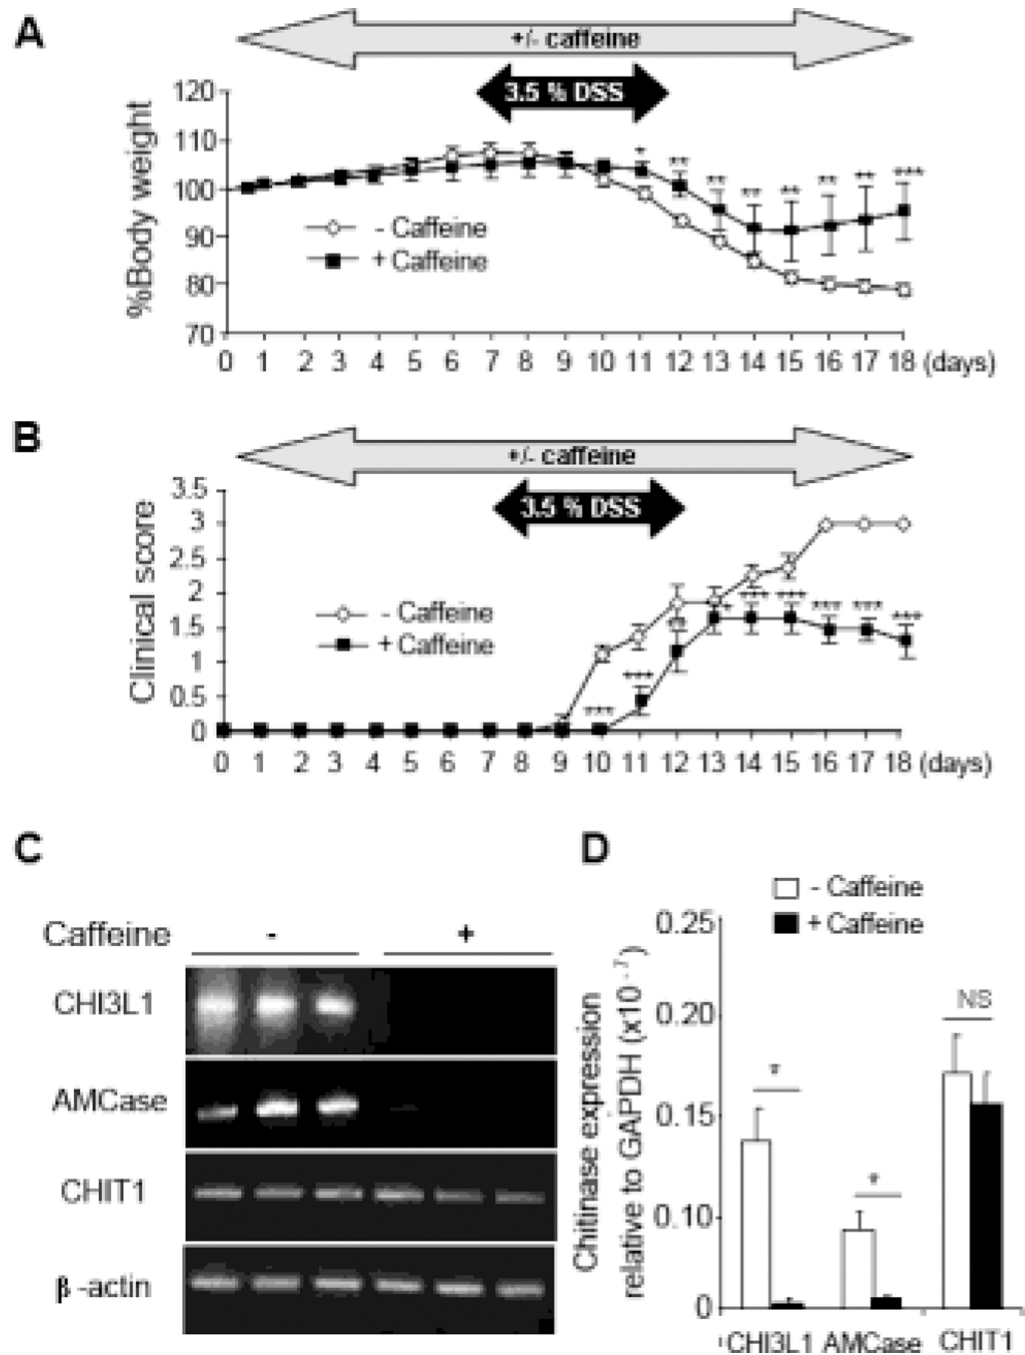 A
+/- caffeine
3.5 % DSS
%Body weight
120
110
100
90
80
70
* ** ** ** ** ** ** ***
- Caffeine
+ Caffeine
0 1 2 3 4 5 6 7 8 9 10 11 12 13 14 15 16 17 18 (days)
B
+/- caffeine
3.5 % DSS
Clinical score
3.5
3
2.5
2
1.5
1
0.5
0
- Caffeine
+ Caffeine
*** *** *** *** *** *** ***
0 1 2 3 4 5 6 7 8 9 10 11 12 13 14 15 16 17 18 (days)
C
Caffeine - +
CHI3L1
AMCase
CHIT1
β -actin
D
- Caffeine
+ Caffeine
Chitinase expression
relative to GAPDH (x10 -7)
0.25
0.20
0.15
0.10
0
*
*
NS
CHI3L1 AMCase CHIT1